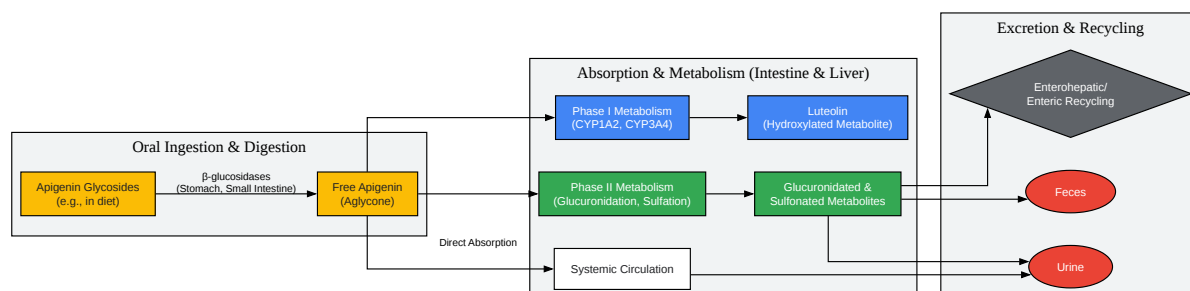 Oral Ingestion & Digestion
Apigenin Glycosides
(e.g., in diet)
β-glucosidases
(Stomach, Small Intestine)
Free Apigenin
(Aglycone)
Direct Absorption
Absorption & Metabolism (Intestine & Liver)
Phase I Metabolism
(CYP1A2, CYP3A4)
Luteolin
(Hydroxylated Metabolite)
Phase II Metabolism
(Glucuronidation, Sulfation)
Glucuronidated &
Sulfonated Metabolites
Systemic Circulation
Excretion & Recycling
Enterohepatic/
Enteric Recycling
Feces
Urine